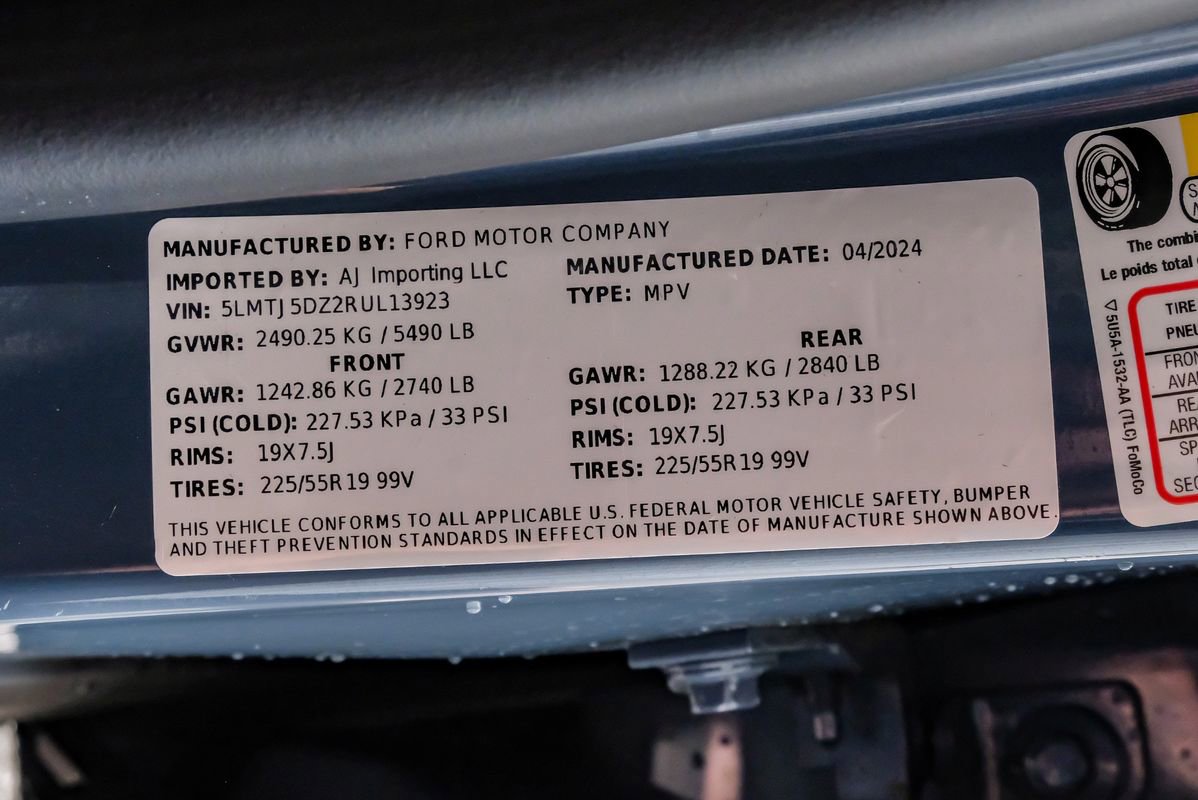 MANUFACTURED BY: FORD MOTOR COMPANY
IMPORTED BY: AJ Importing LLC
MANUFACTURED DATE: 04/2024
VIN: 5LMTJ5DZ2RUL13923
TYPE: MPV
GVWR: 2490.25 KG / 5490 LB
FRONT
REAR
GAWR: 1242.86 KG / 2740 LB
GAWR: 1288.22 KG / 2840 LB
PSI (COLD): 227.53 KPa / 33 PSI
PSI (COLD): 227.53 KPa / 33 PSI
RIMS: 19X7.5J
RIMS: 19X7.5J
TIRES: 225/55R19 99V
TIRES: 225/55R19 99V
THIS VEHICLE CONFORMS TO ALL APPLICABLE U.S. FEDERAL MOTOR VEHICLE SAFETY, BUMPER
AND THEFT PREVENTION STANDARDS IN EFFECT ON THE DATE OF MANUFACTURE SHOWN ABOVE.
The
Le poids total
5U5A-1532-AA (TLC) FoMoCo
TIRE